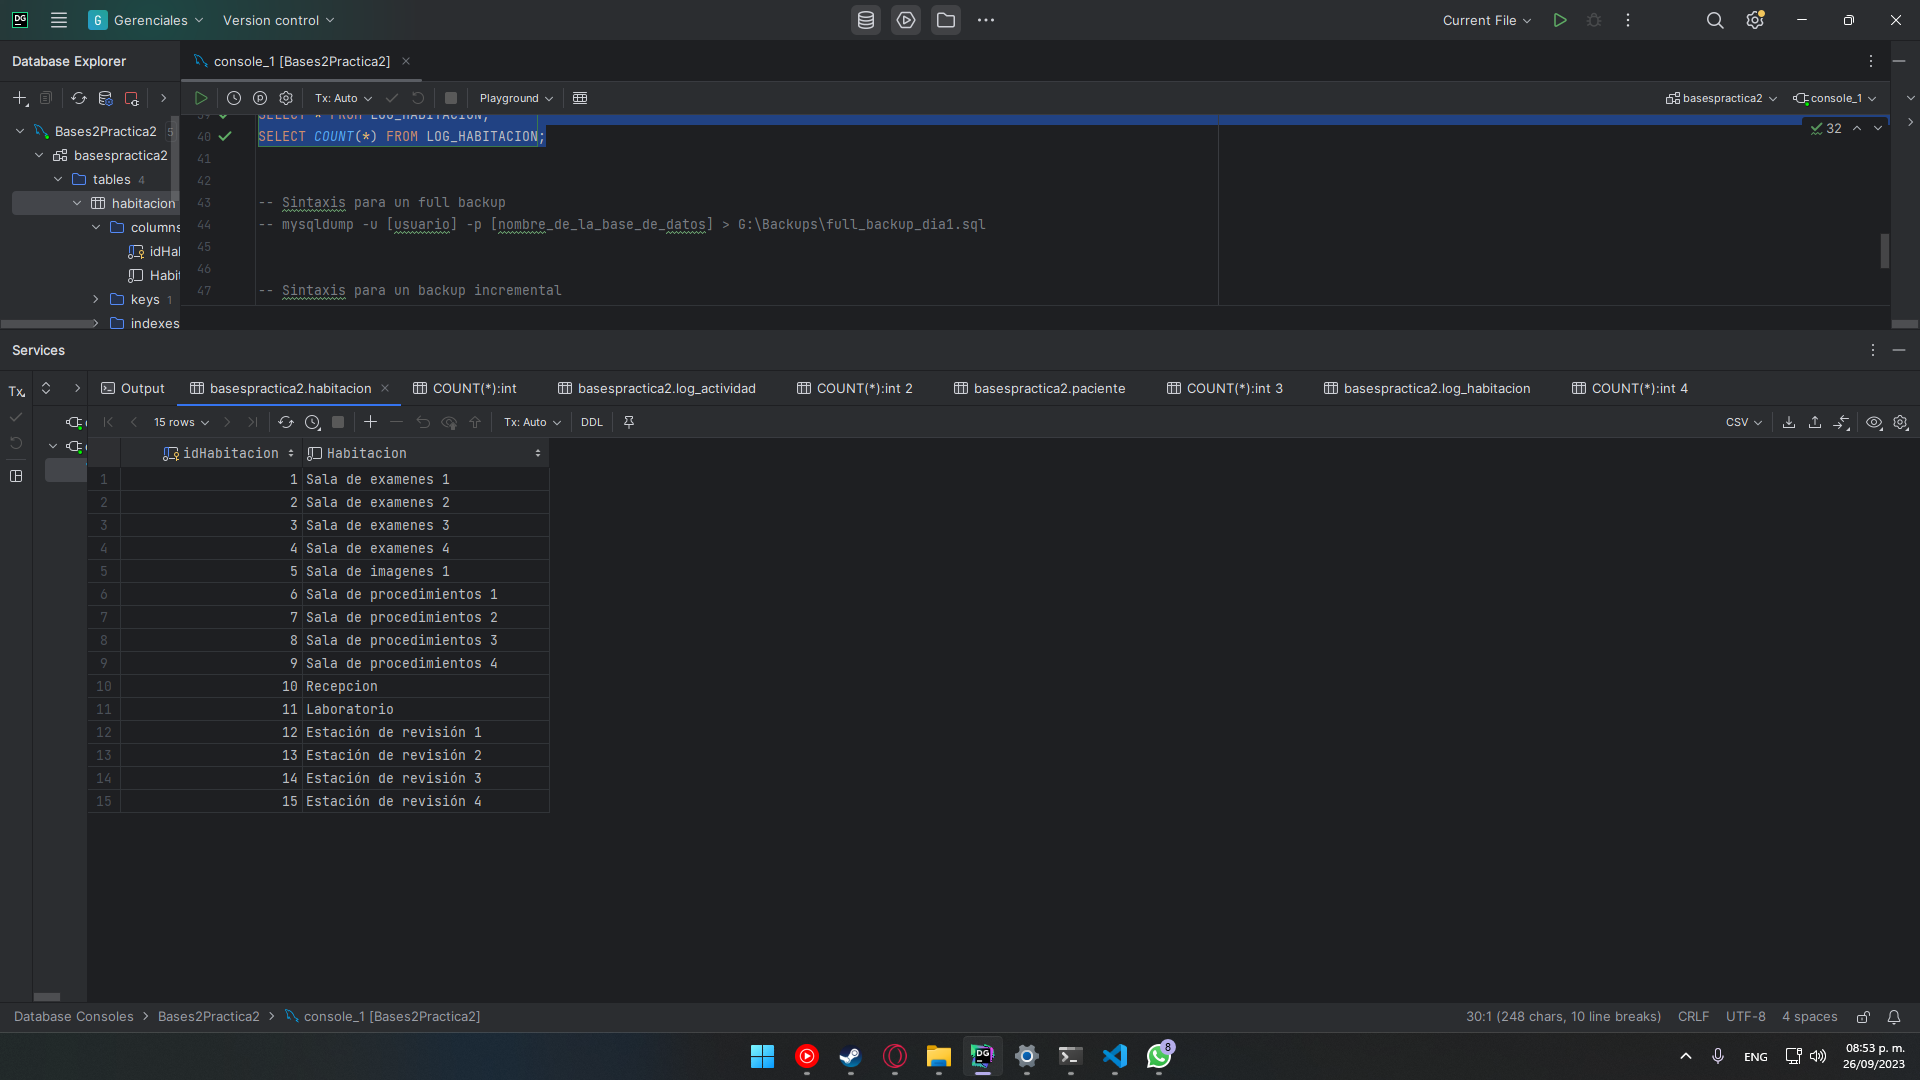 DG G Gerenciales Version control Current File
Database Explorer console_1 [Bases2Practica2]
Tx: Auto Playground basespractica2 console_1
Bases2Practica2 5
basespractica2
tables 4
habitacion
columns
idHal
Habit
keys 1
indexes
39 SELECT * FROM LOG_HABITACION;
40 SELECT COUNT(*) FROM LOG_HABITACION;
32
41
42
43 -- Sintaxis para un full backup
44 -- mysqldump -u [usuario] -p [nombre_de_la_base_de_datos] > G:\Backups\full_backup_dia1.sql
45
46
47 -- Sintaxis para un backup incremental
Services
Tx Output basespractica2.habitacion COUNT(*):int basespractica2.log_actividad COUNT(*):int 2 basespractica2.paciente COUNT(*):int 3 basespractica2.log_habitacion COUNT(*):int 4
15 rows Tx: Auto DDL CSV
idHabitacion Habitacion
1 1 Sala de examenes 1
2 2 Sala de examenes 2
3 3 Sala de examenes 3
4 4 Sala de examenes 4
5 5 Sala de imagenes 1
6 6 Sala de procedimientos 1
7 7 Sala de procedimientos 2
8 8 Sala de procedimientos 3
9 9 Sala de procedimientos 4
10 10 Recepcion
11 11 Laboratorio
12 12 Estación de revisión 1
13 13 Estación de revisión 2
14 14 Estación de revisión 3
15 15 Estación de revisión 4
Database Consoles > Bases2Practica2 > console_1 [Bases2Practica2] 30:1 (248 chars, 10 line breaks) CRLF UTF-8 4 spaces
DG 8 ENG 08:53 p. m.
26/09/2023